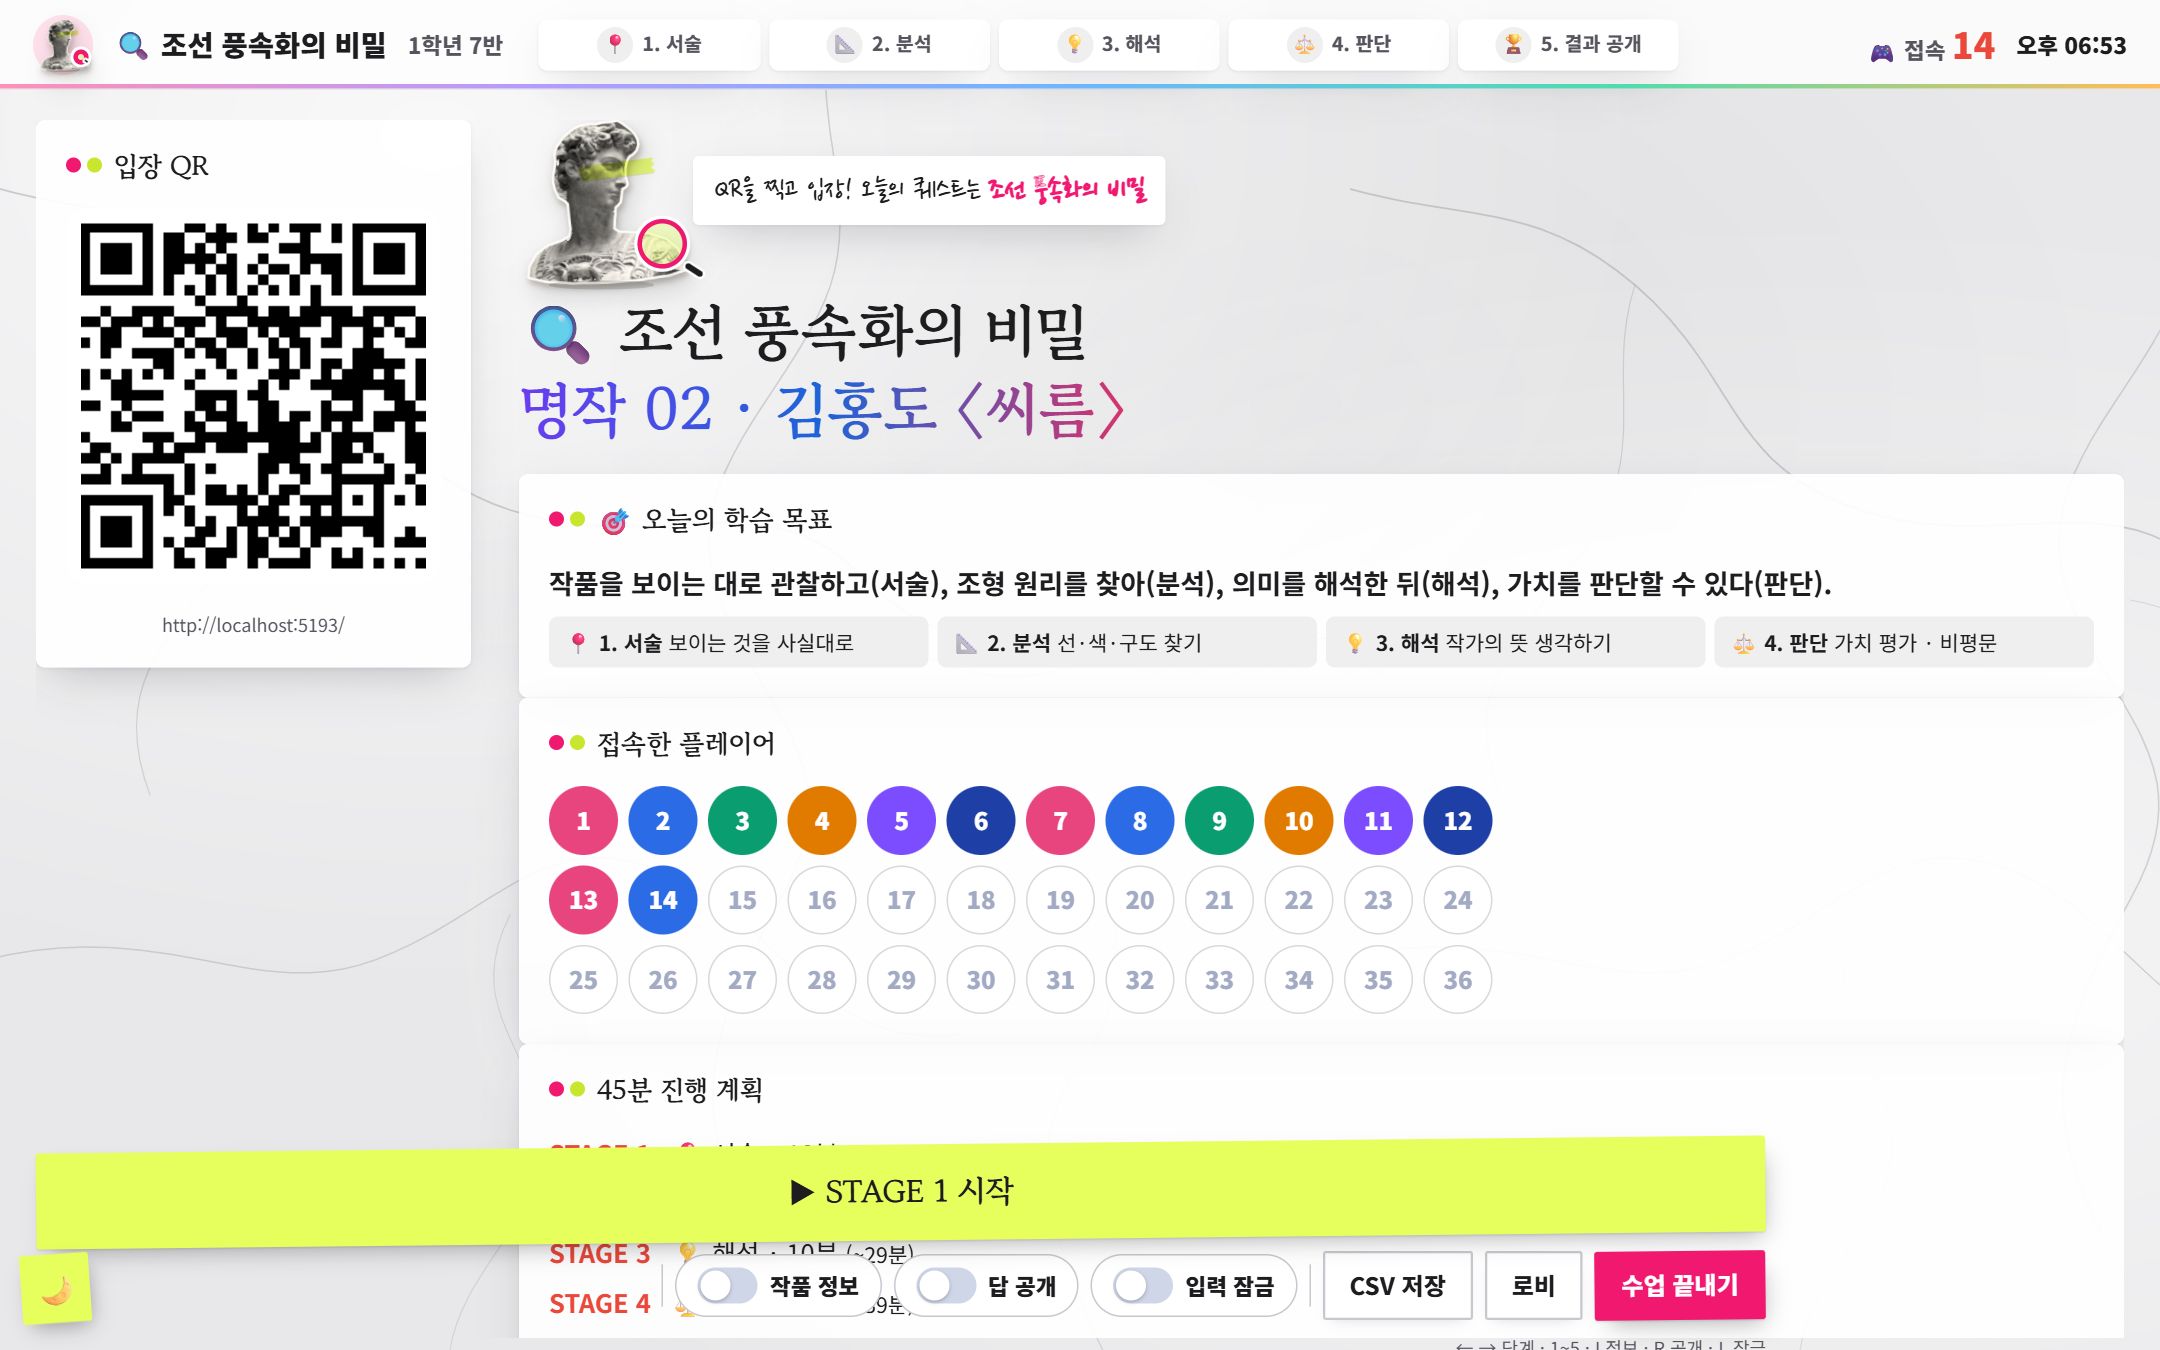 🔍 조선 풍속화의 비밀 1학년 7반
📍 1. 서술
📐 2. 분석
💡 3. 해석
⚖️ 4. 판단
🏆 5. 결과 공개
🎮 접속 14 오후 06:53
입장 QR
http://localhost:5193/
QR을 찍고 입장! 오늘의 퀘스트는 조선 풍속화의 비밀
🔍 조선 풍속화의 비밀
명작 02 · 김홍도 〈씨름〉
🎯 오늘의 학습 목표
작품을 보이는 대로 관찰하고(서술), 조형 원리를 찾아(분석), 의미를 해석한 뒤(해석), 가치를 판단할 수 있다(판단).
📍 1. 서술 보이는 것을 사실대로
📐 2. 분석 선·색·구도 찾기
💡 3. 해석 작가의 뜻 생각하기
⚖️ 4. 판단 가치 평가 · 비평문
접속한 플레이어
1 2 3 4 5 6 7 8 9 10 11 12
13 14 15 16 17 18 19 20 21 22 23 24
25 26 27 28 29 30 31 32 33 34 35 36
45분 진행 계획
▶ STAGE 1 시작
STAGE 3 💡 해석 · 10분 (~29분)
STAGE 4
작품 정보
답 공개
입력 잠금
CSV 저장
로비
수업 끝내기